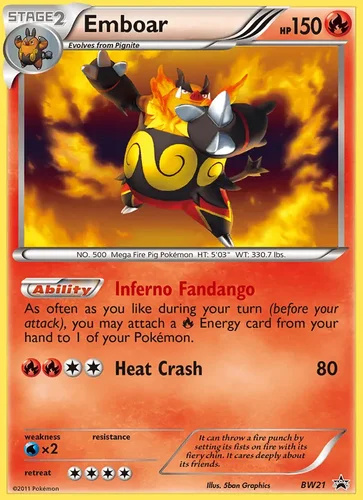 STAGE2 Emboar HP150
Evolves from Pignite
NO. 500 Mega Fire Pig Pokémon HT: 5'03" WT: 330.7 lbs.
Ability Inferno Fandango
As often as you like during your turn (before your
attack), you may attach a Energy card from your
hand to 1 of your Pokémon.
Heat Crash 80
weakness resistance
×2
retreat
It can throw a fire punch by
setting its fists on fire with its
fiery chin. It cares deeply about
its friends.
©2011 Pokémon Illus. 5ban Graphics BW21 PROMO